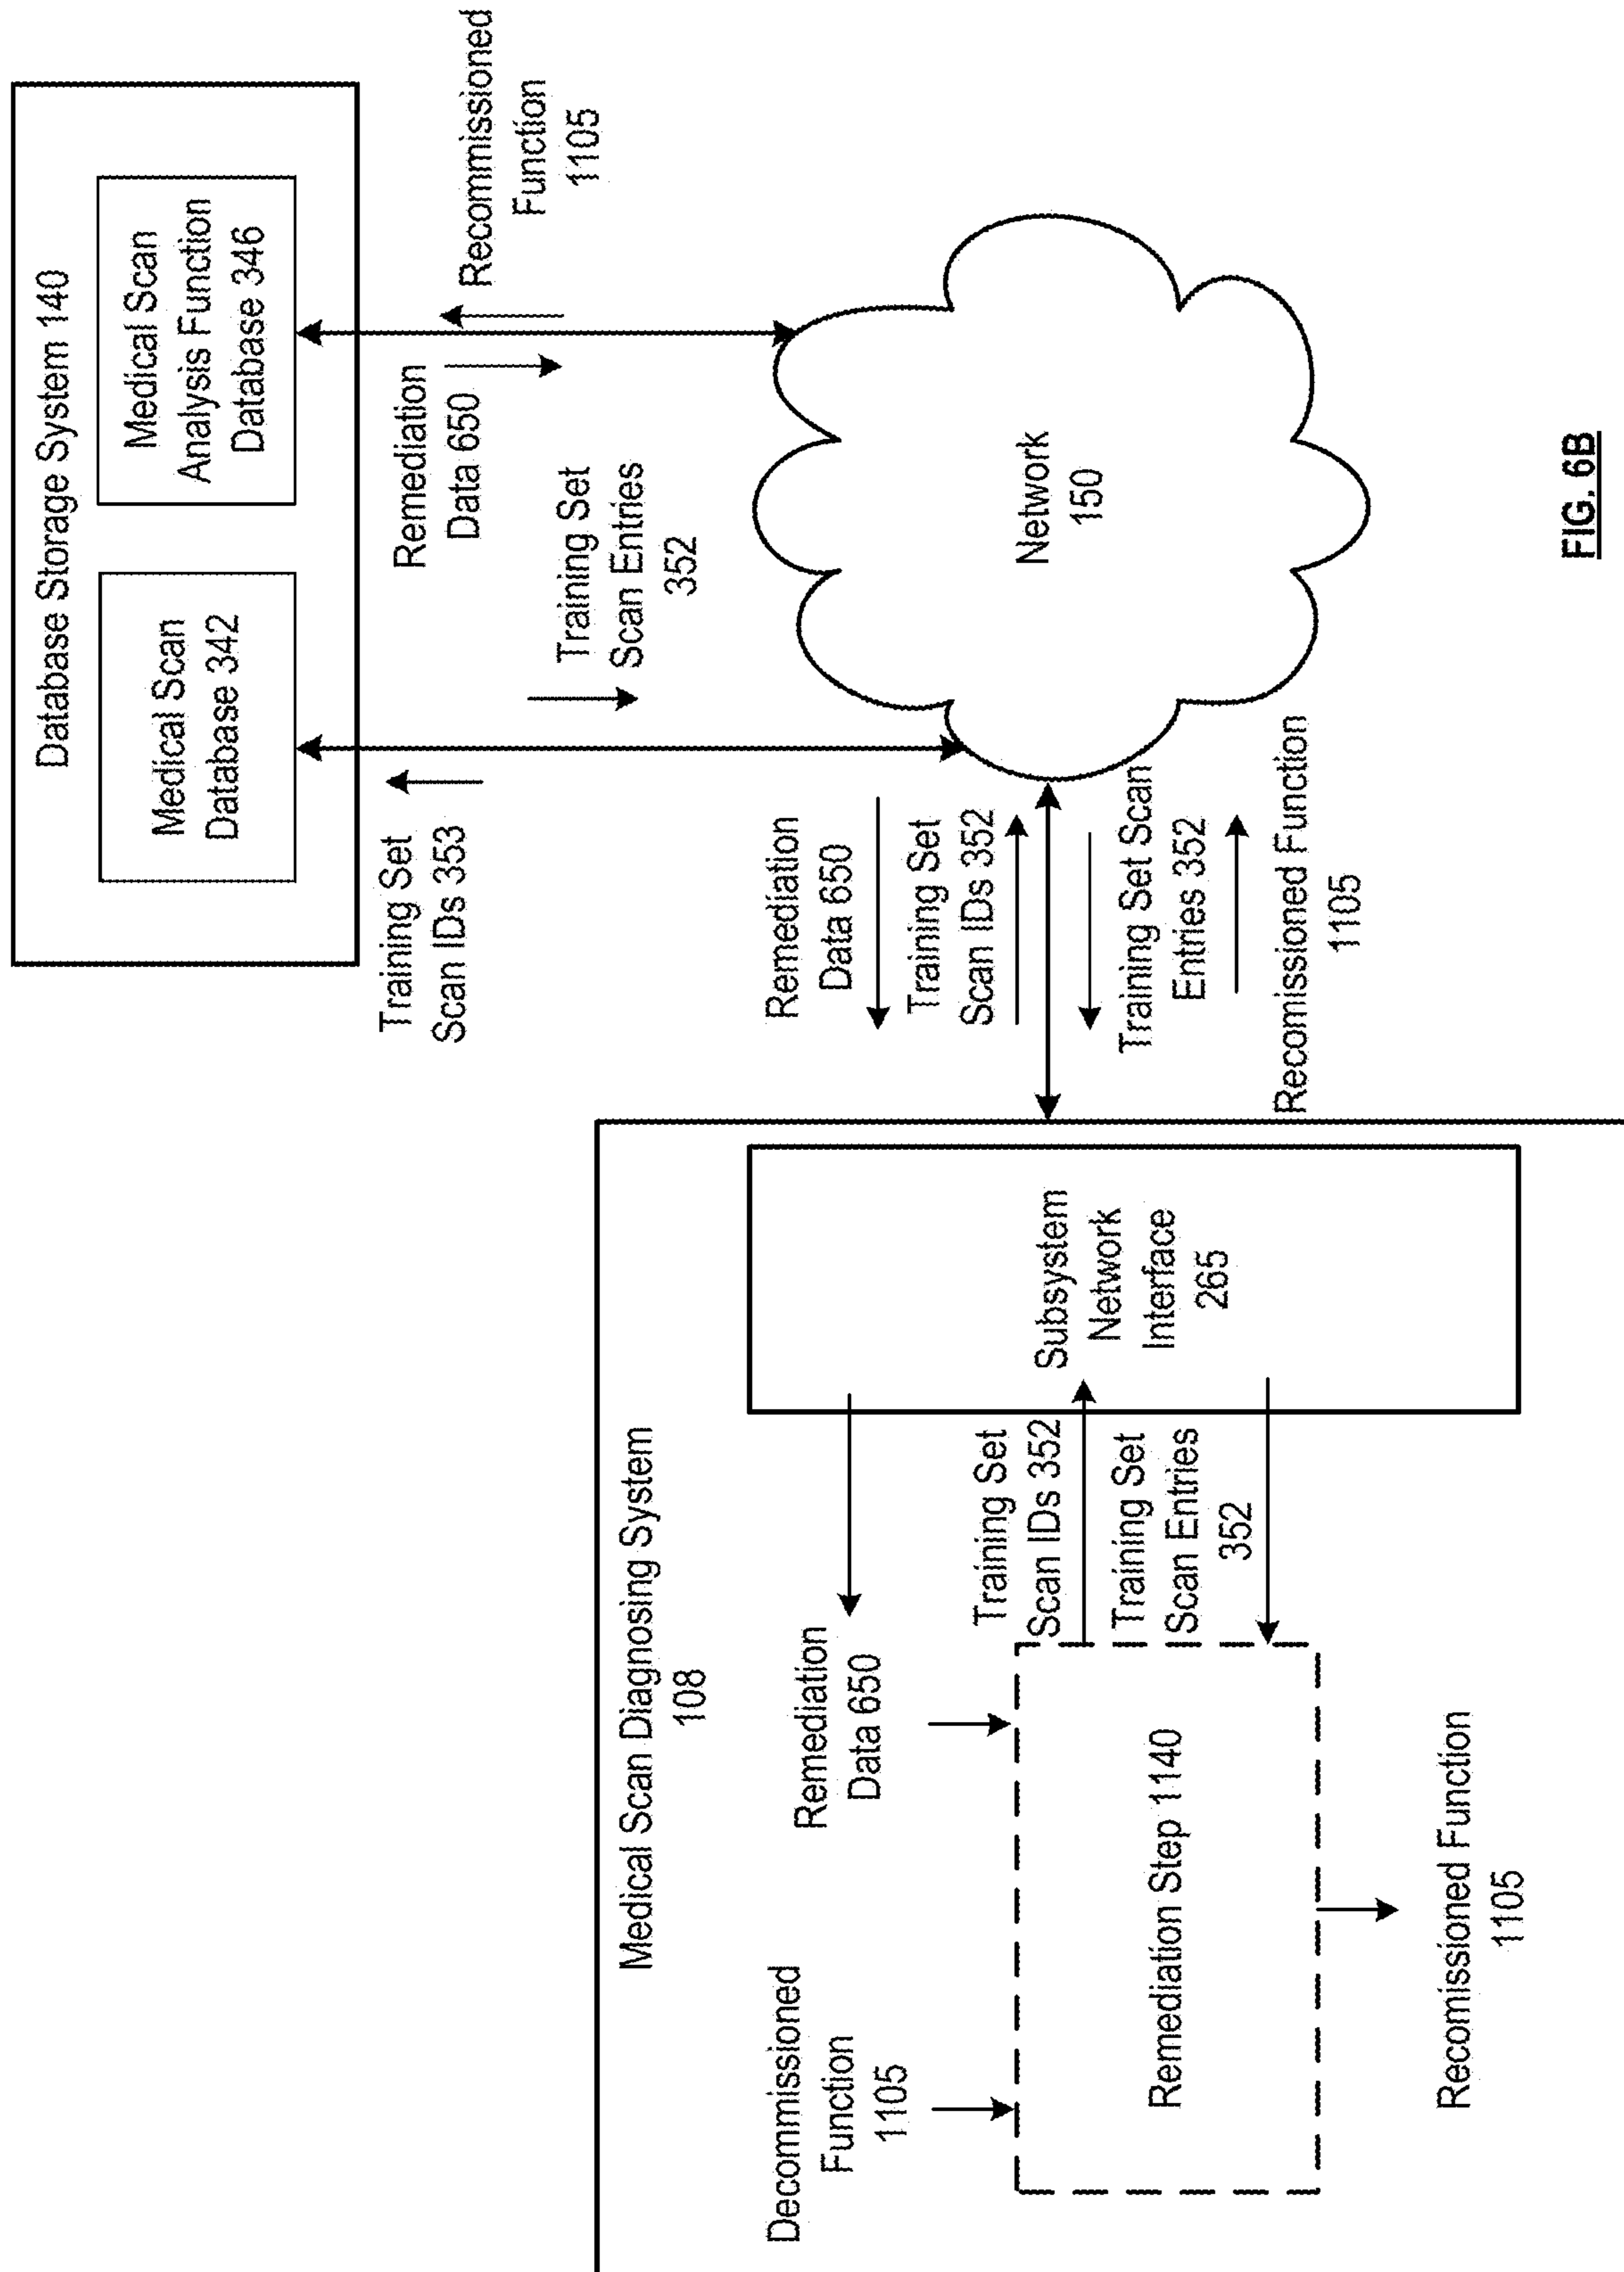 Database Storage System 140
Medical Scan
Database 342
Medical Scan
Analysis Function
Database 346
Training Set
Scan IDs 353
Remediation
Data 650
Recommissioned
Function
1105
Training Set
Scan Entries
352
Medical Scan Diagnosing System
108
Remediation
Data 650
Training Set
Scan IDs 352
Training Set Scan
Entries 352
Recomissioned Function
1105
Network
150
Decommissioned
Function
1105
Remediation
Data 650
Training Set
Scan IDs 352
Training Set
Scan Entries
352
Subsystem
Network
Interface
265
Remediation Step 1140
Recomissioned Function
1105
FIG. 6B